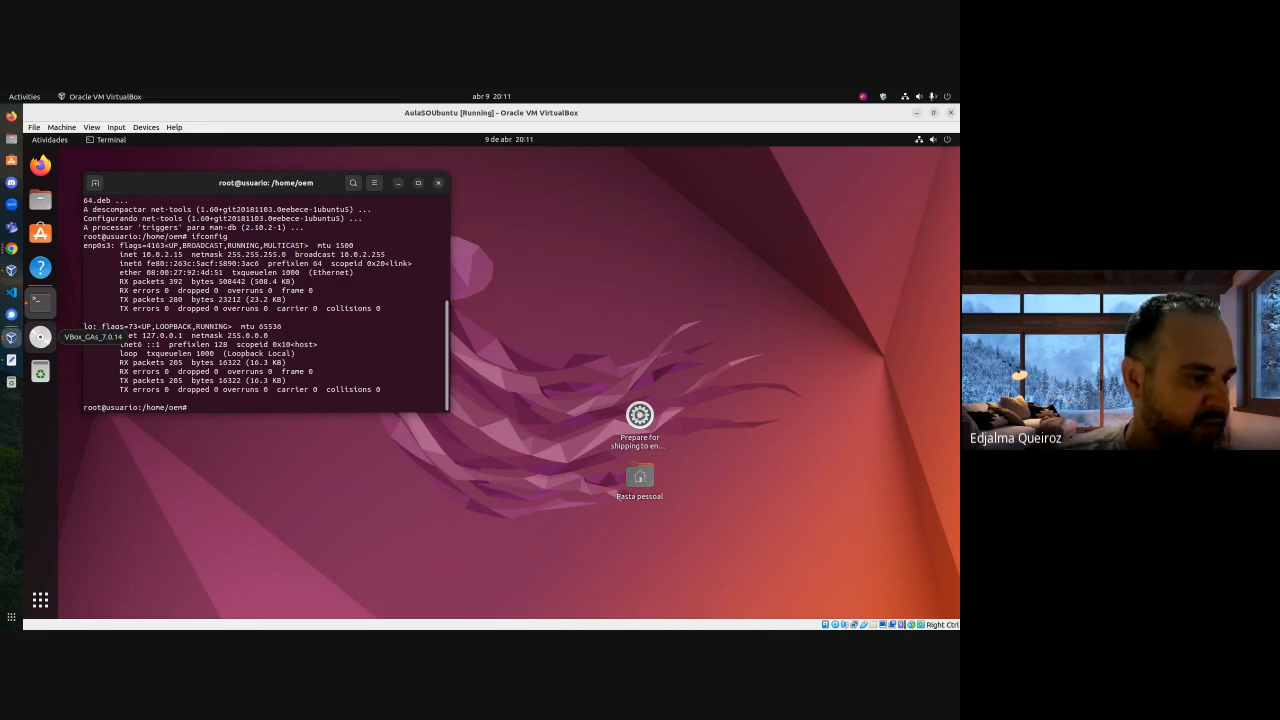 Activities
Oracle VM VirtualBox
abr 9 20:11
AulaSOUbuntu [Running] - Oracle VM VirtualBox
File Machine View Input Devices Help
Atividades
Terminal
9 de abr 20:11
root@usuario: /home/oem
64.deb ...
A descompactar net-tools (1.60+git20181103.0eebece-1ubuntu5) ...
Configurando net-tools (1.60+git20181103.0eebece-1ubuntu5) ...
A processar 'triggers' para man-db (2.10.2-1) ...
root@usuario:/home/oem# ifconfig
enp0s3: flags=4163<UP,BROADCAST,RUNNING,MULTICAST> mtu 1500
inet 10.0.2.15 netmask 255.255.255.0 broadcast 10.0.2.255
inet6 fe80::263c:5acf:5890:3ac6 prefixlen 64 scopeid 0x20<link>
ether 08:00:27:92:4d:51 txqueuelen 1000 (Ethernet)
RX packets 392 bytes 508442 (508.4 KB)
RX errors 0 dropped 0 overruns 0 frame 0
TX packets 280 bytes 23212 (23.2 KB)
TX errors 0 dropped 0 overruns 0 carrier 0 collisions 0
lo: flags=73<UP,LOOPBACK,RUNNING> mtu 65536
VBox_GAs_7.0.14
et 127.0.0.1 netmask 255.0.0.0
inet6 ::1 prefixlen 128 scopeid 0x10<host>
loop txqueuelen 1000 (Loopback Local)
RX packets 205 bytes 16322 (16.3 KB)
RX errors 0 dropped 0 overruns 0 frame 0
TX packets 205 bytes 16322 (16.3 KB)
TX errors 0 dropped 0 overruns 0 carrier 0 collisions 0
root@usuario:/home/oem#
Prepare for
shipping to en...
Pasta pessoal
Edjalma Queiroz
Right Ctrl